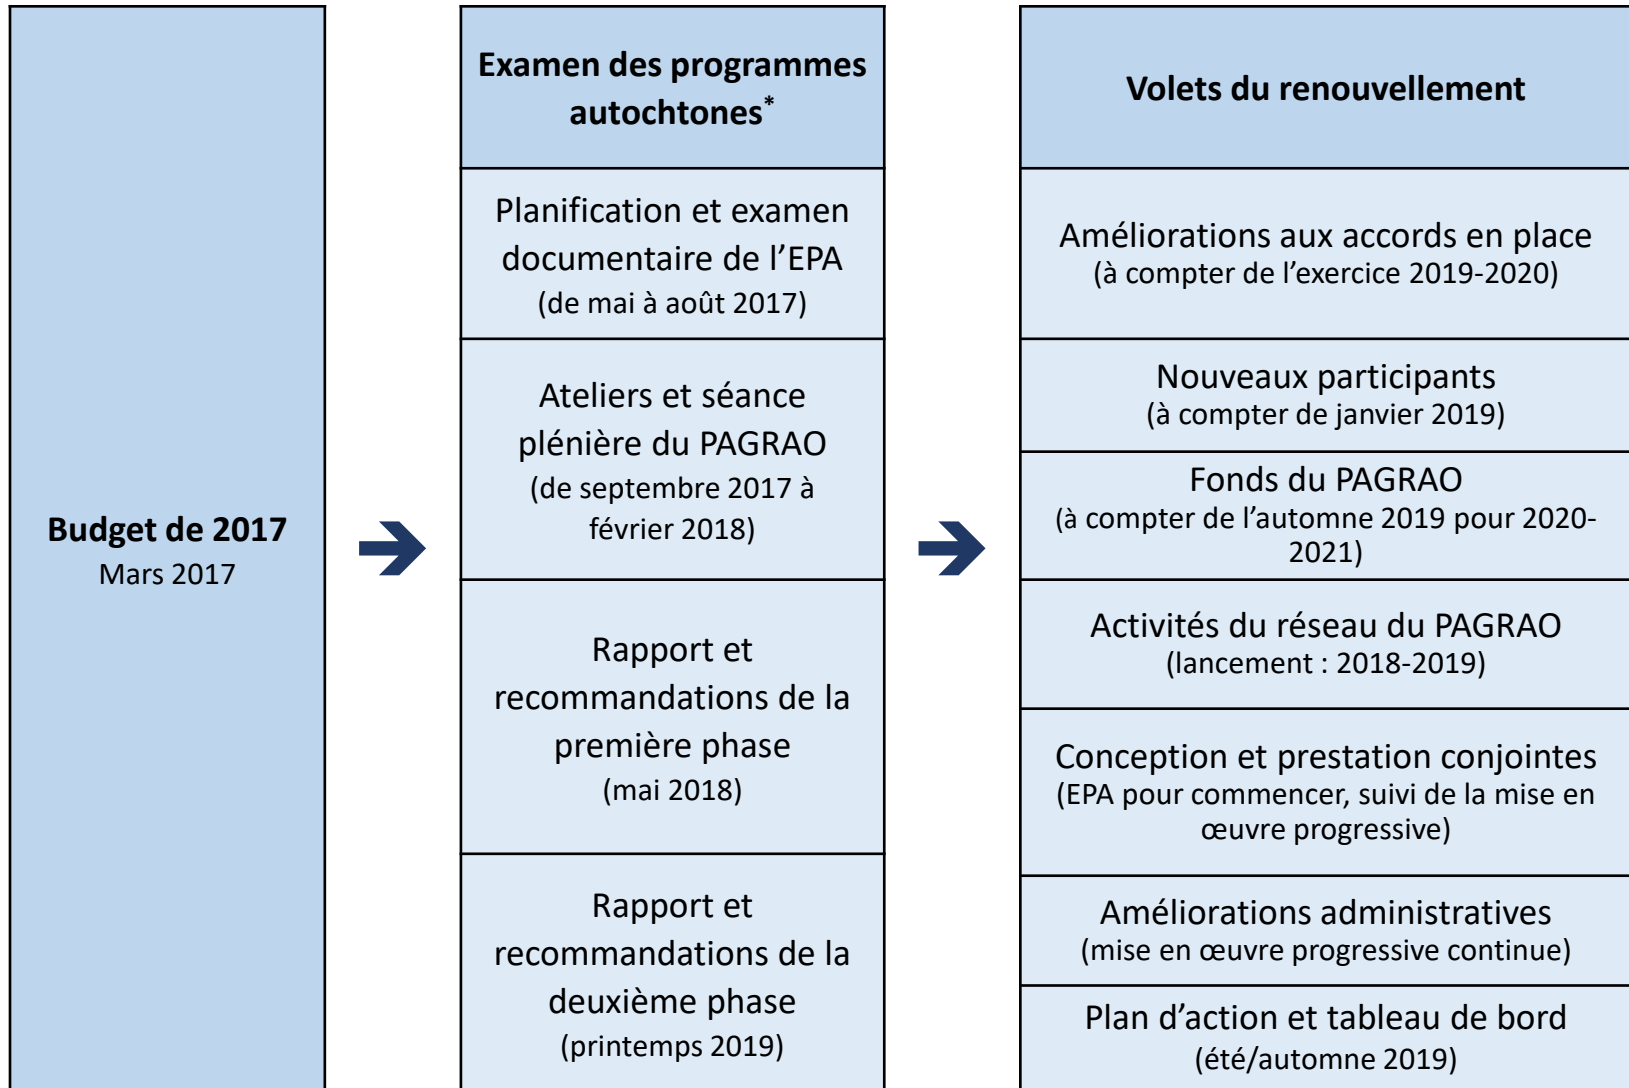 Budget de 2017
Mars 2017
Examen des programmes
autochtones*
Planification et examen
documentaire de l’EPA
(de mai à août 2017)
Ateliers et séance
plénière du PAGRAO
(de septembre 2017 à
février 2018)
Rapport et
recommandations de la
première phase
(mai 2018)
Rapport et
recommandations de la
deuxième phase
(printemps 2019)
Volets du renouvellement
Améliorations aux accords en place
(à compter de l’exercice 2019-2020)
Nouveaux participants
(à compter de janvier 2019)
Fonds du PAGRAO
(à compter de l’automne 2019 pour 2020-
2021)
Activités du réseau du PAGRAO
(lancement : 2018-2019)
Conception et prestation conjointes
(EPA pour commencer, suivi de la mise en
œuvre progressive)
Améliorations administratives
(mise en œuvre progressive continue)
Plan d’action et tableau de bord
(été/automne 2019)